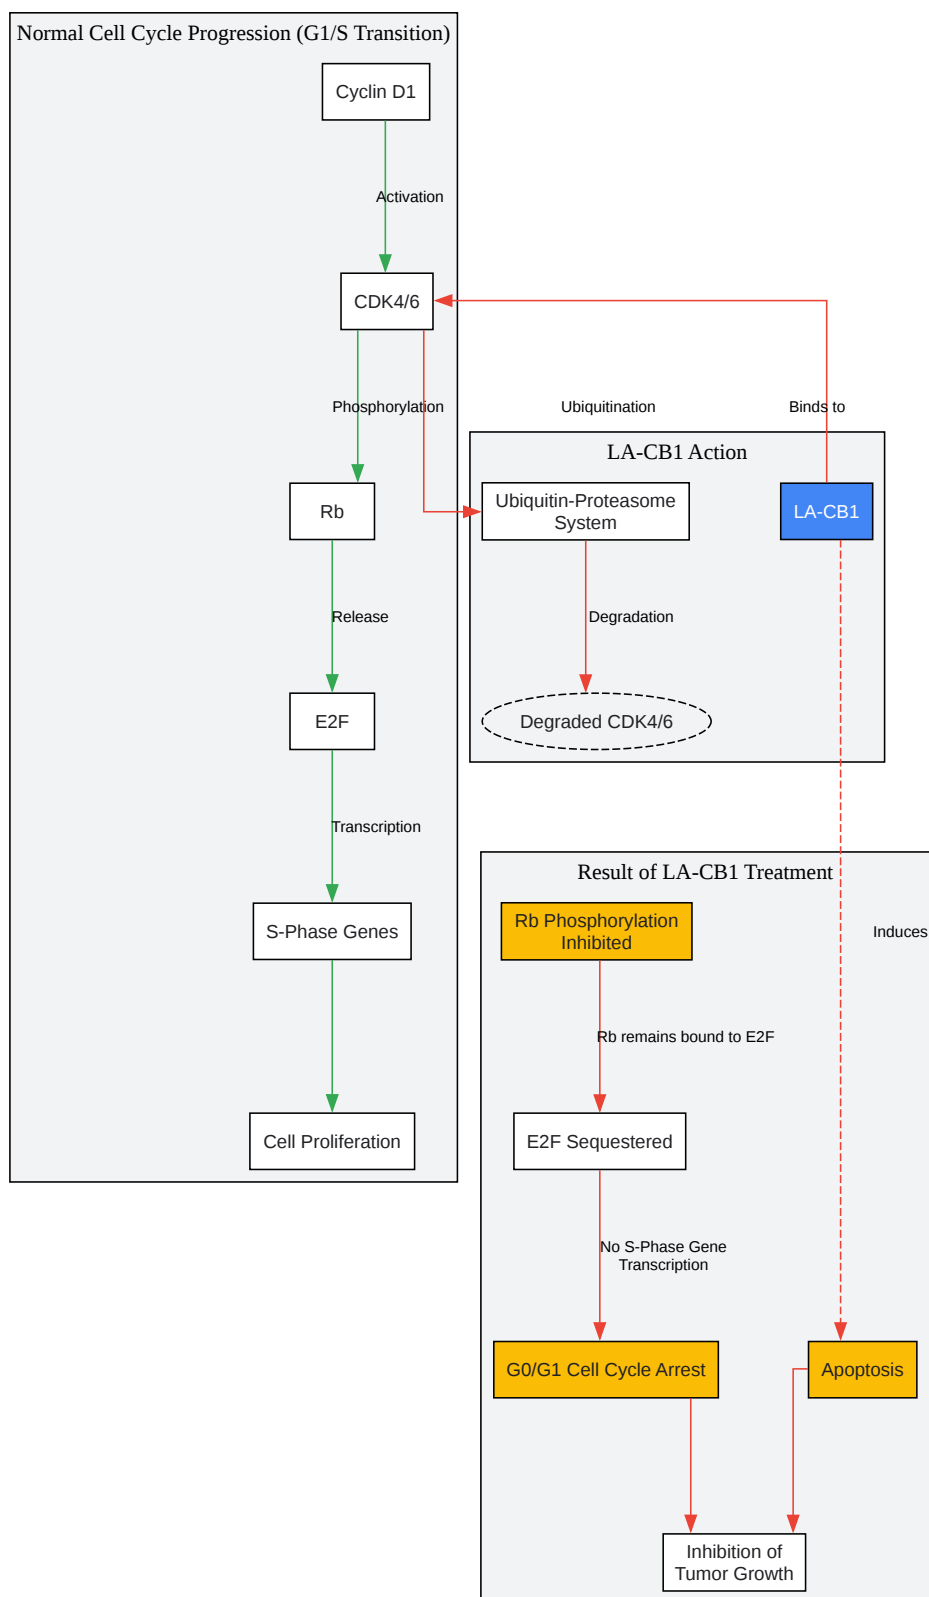 Normal Cell Cycle Progression (G1/S Transition)
Cyclin D1
Activation
CDK4/6
Phosphorylation
Rb
Release
E2F
Transcription
S-Phase Genes
Cell Proliferation
Ubiquitination
Binds to
LA-CB1 Action
Ubiquitin-Proteasome
System
LA-CB1
Degradation
Degraded CDK4/6
Result of LA-CB1 Treatment
Rb Phosphorylation
Inhibited
Induces
Rb remains bound to E2F
E2F Sequestered
No S-Phase Gene
Transcription
G0/G1 Cell Cycle Arrest
Apoptosis
Inhibition of
Tumor Growth